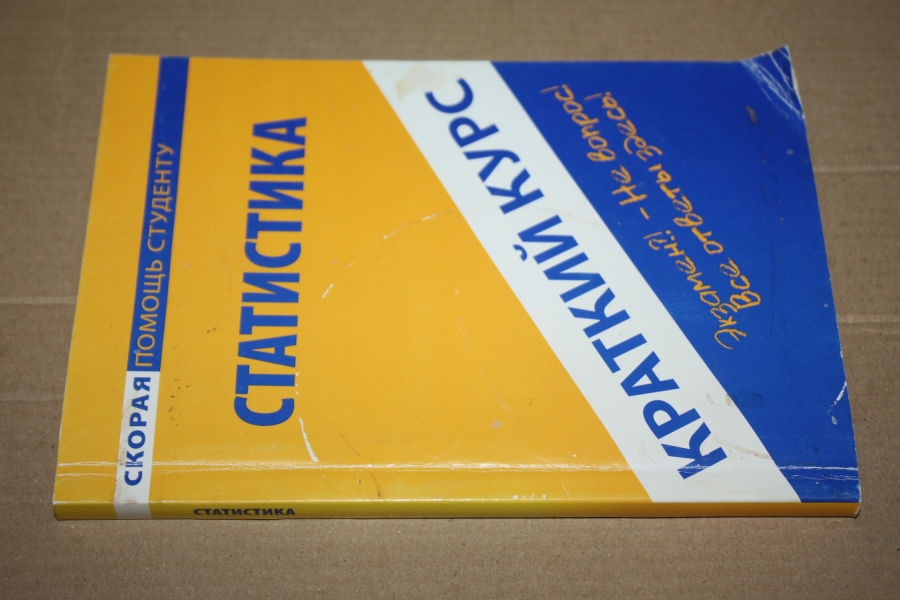 СКОРАЯ ПОМОЩЬ СТУДЕНТУ
СТАТИСТИКА
КРАТКИЙ КУРС
Экзамен?! - Не вопрос!
Все ответы здесь!
СТАТИСТИКА